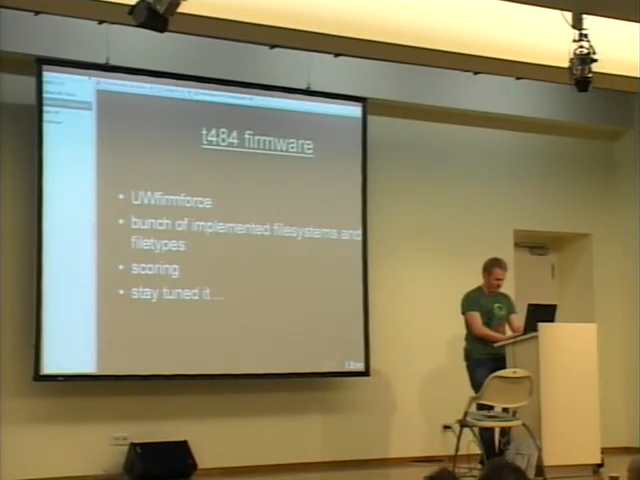 t484 firmware
• UWfirmforce
• bunch of implemented filesystems and
filetypes
• scoring
• stay tuned it ...